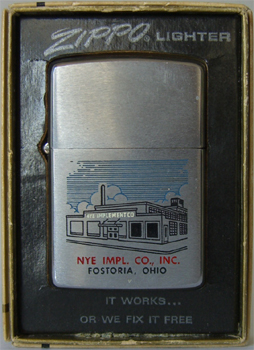 ZIPPO LIGHTER
NYE IMPLEMENT CO
NYE IMPL. CO., INC.
FOSTORIA, OHIO
IT WORKS...
OR WE FIX IT FREE